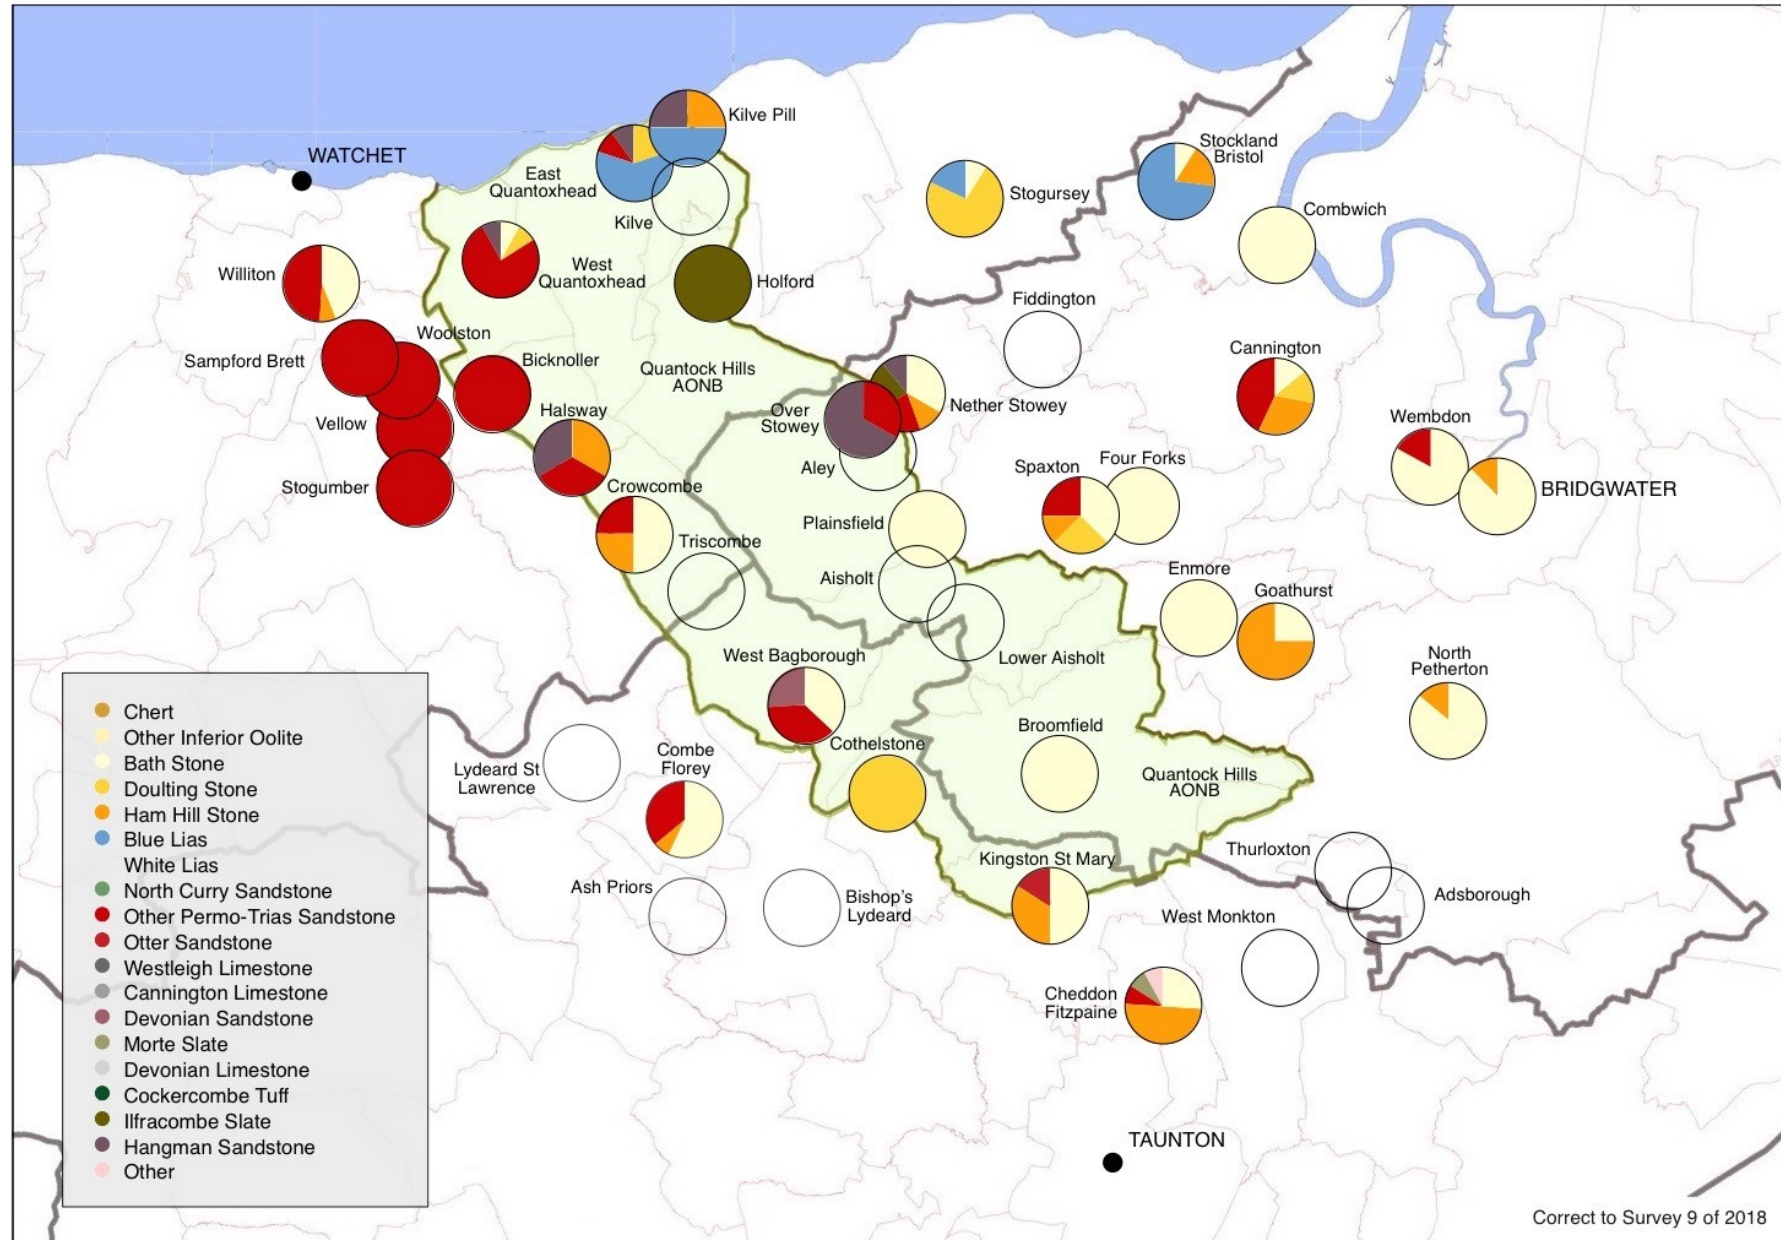 WATCHET
Kilve Pill
East
Quantoxhead
Kilve
Stogursey
Stockland
Bristol
Combwich
Williton
West
Quantoxhead
Holford
Fiddington
Woolston
Sampford Brett
Bicknoller
Quantock Hills
AONB
Cannington
Vellow
Halsway
Over
Stowey
Nether Stowey
Wembdon
Aley
Stogumber
Crowcombe
Spaxton
Four Forks
BRIDGWATER
Plainsfield
Triscombe
Aisholt
Enmore
Goathurst
West Bagborough
Lower Aisholt
North
Petherton
Broomfield
Cothelstone
Quantock Hills
AONB
Lydeard St
Lawrence
Combe
Florey
Kingston St Mary
Thurloxton
Ash Priors
Bishop's
Lydeard
West Monkton
Adsborough
Cheddon
Fitzpaine
TAUNTON
Chert
Other Inferior Oolite
Bath Stone
Doulting Stone
Ham Hill Stone
Blue Lias
White Lias
North Curry Sandstone
Other Permo-Trias Sandstone
Otter Sandstone
Westleigh Limestone
Cannington Limestone
Devonian Sandstone
Morte Slate
Devonian Limestone
Cockercombe Tuff
Ilfracombe Slate
Hangman Sandstone
Other
Correct to Survey 9 of 2018